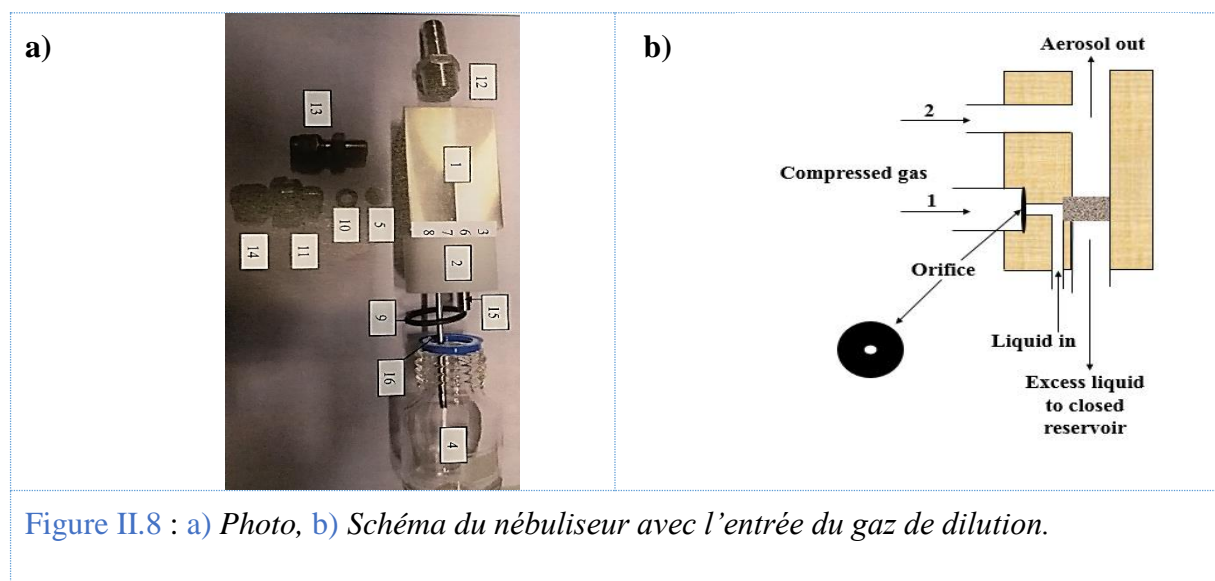 a)
12
13
1
5
10
11
14
3
6
7
8
2
15
9
16
4
b)
Aerosol out
2
Compressed gas
1
Orifice
Liquid in
Excess liquid
to closed
reservoir
Figure II.8 : a) Photo, b) Schéma du nébuliseur avec l’entrée du gaz de dilution.